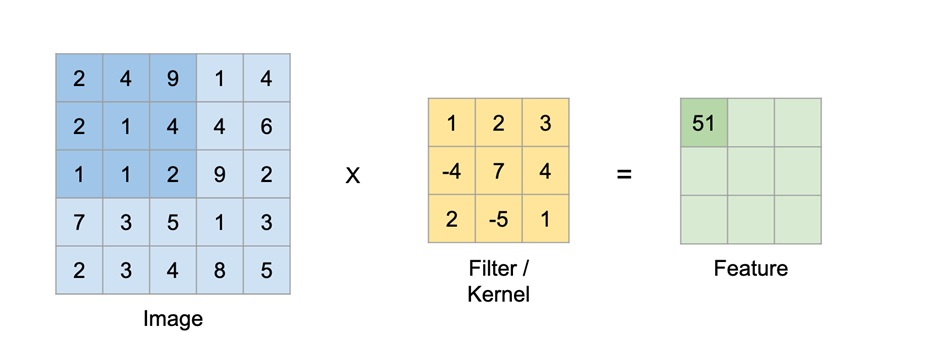 2 4 9 1 4
2 1 4 4 6
1 1 2 9 2
7 3 5 1 3
2 3 4 8 5
Image
x
1 2 3
-4 7 4
2 -5 1
Filter /
Kernel
=
51
Feature